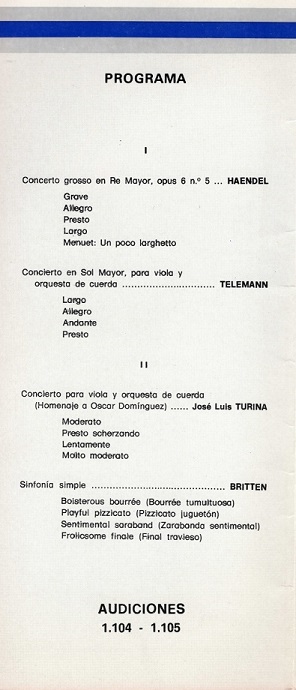 PROGRAMA
I
Concerto grosso en Re Mayor, opus 6 n.º 5 ... HAENDEL
Grave
Allegro
Presto
Largo
Menuet: Un poco larghetto
Concierto en Sol Mayor, para viola y
orquesta de cuerda ................................ TELEMANN
Largo
Allegro
Andante
Presto
II
Concierto para viola y orquesta de cuerda
(Homenaje a Oscar Domínguez) ...... José Luis TURINA
Moderato
Presto scherzando
Lentamente
Molto moderato
Sinfonía simple .............................................. BRITTEN
Boisterous bourrée (Bourrée tumultuosa)
Playful pizzicato (Pizzicato juguetón)
Sentimental saraband (Zarabanda sentimental)
Frolicsome finale (Final travieso)
AUDICIONES
1.104 - 1.105